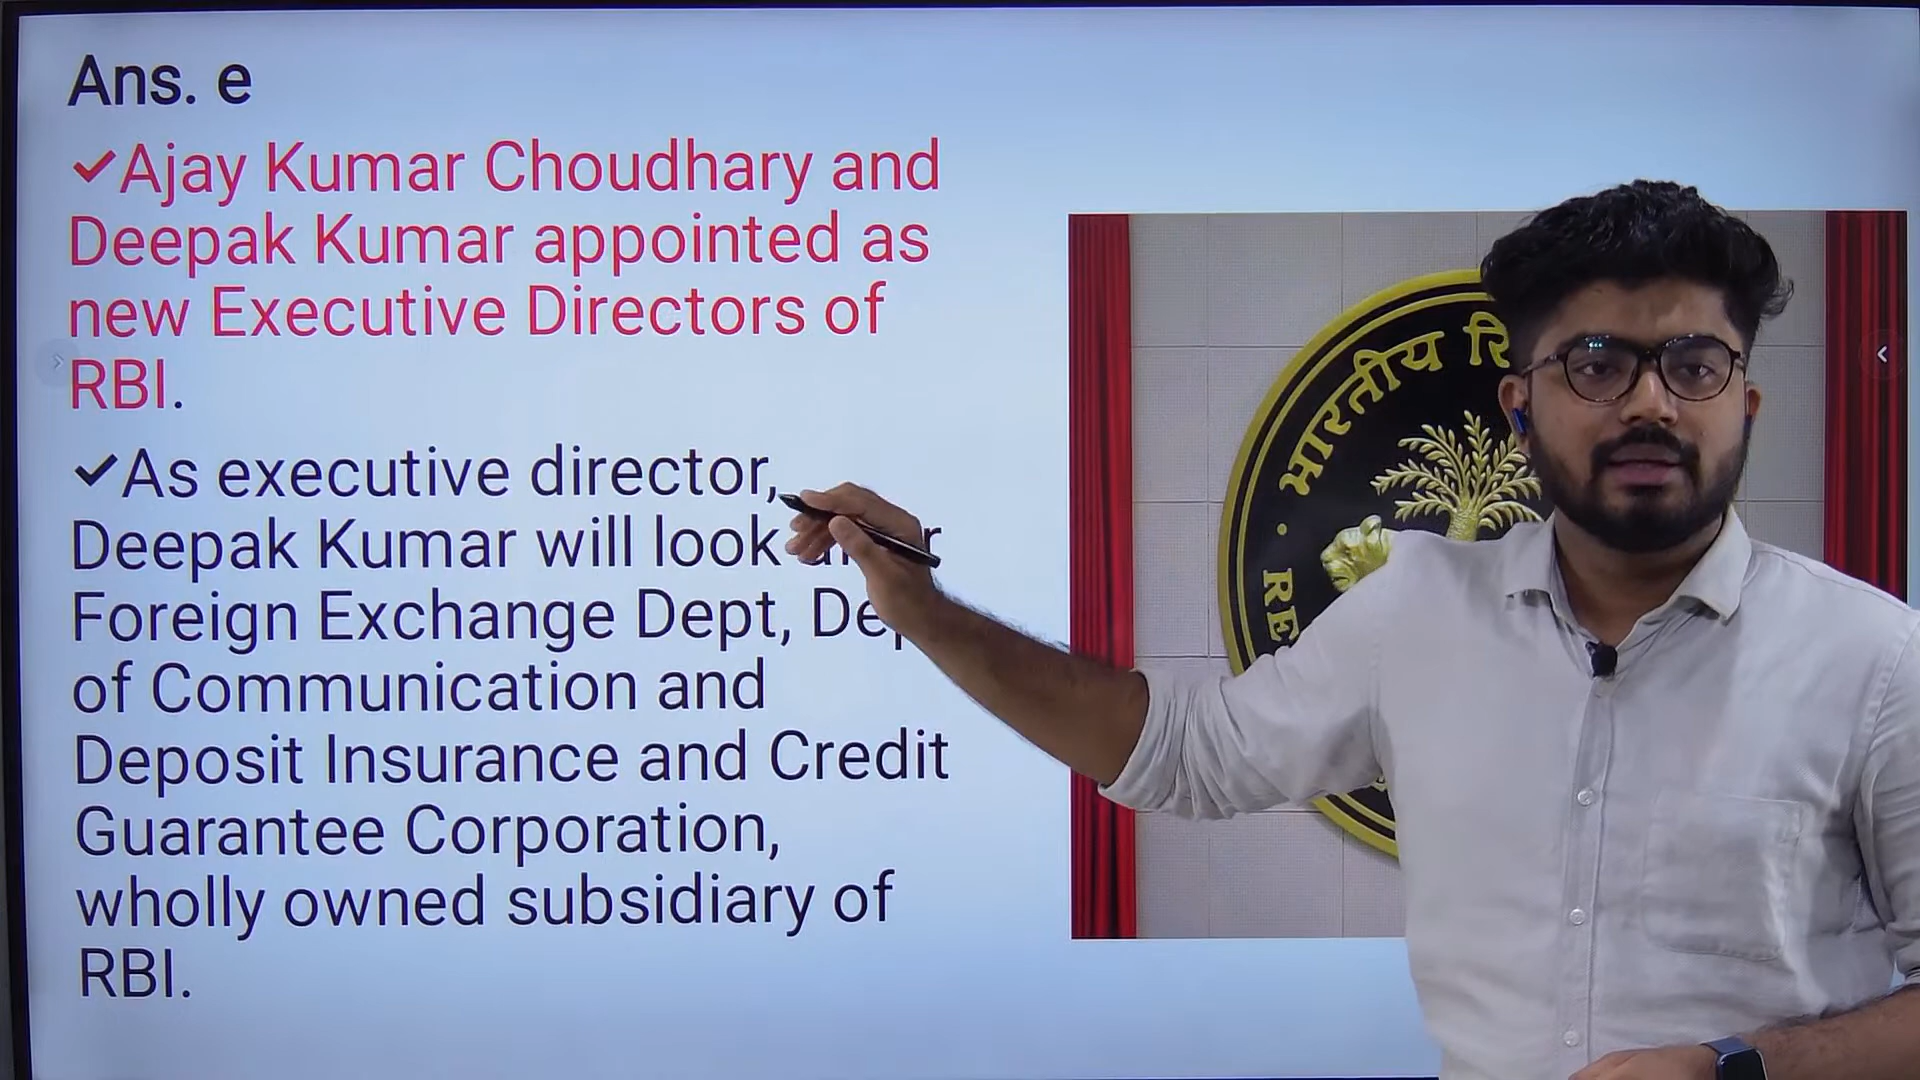 Ans. e
✓Ajay Kumar Choudhary and
Deepak Kumar appointed as
new Executive Directors of
RBI.
✓As executive director,
Deepak Kumar will look
Foreign Exchange Dept,
of Communication and
Deposit Insurance and Credit
Guarantee Corporation,
wholly owned subsidiary of
RBI.
भारतीय